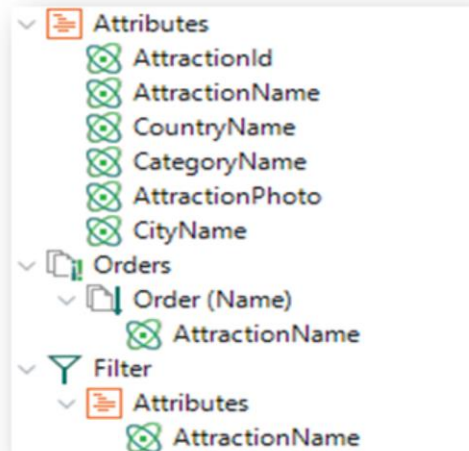 Attributes
AttractionId
AttractionName
CountryName
CategoryName
AttractionPhoto
CityName
Orders
Order (Name)
AttractionName
Filter
Attributes
AttractionName